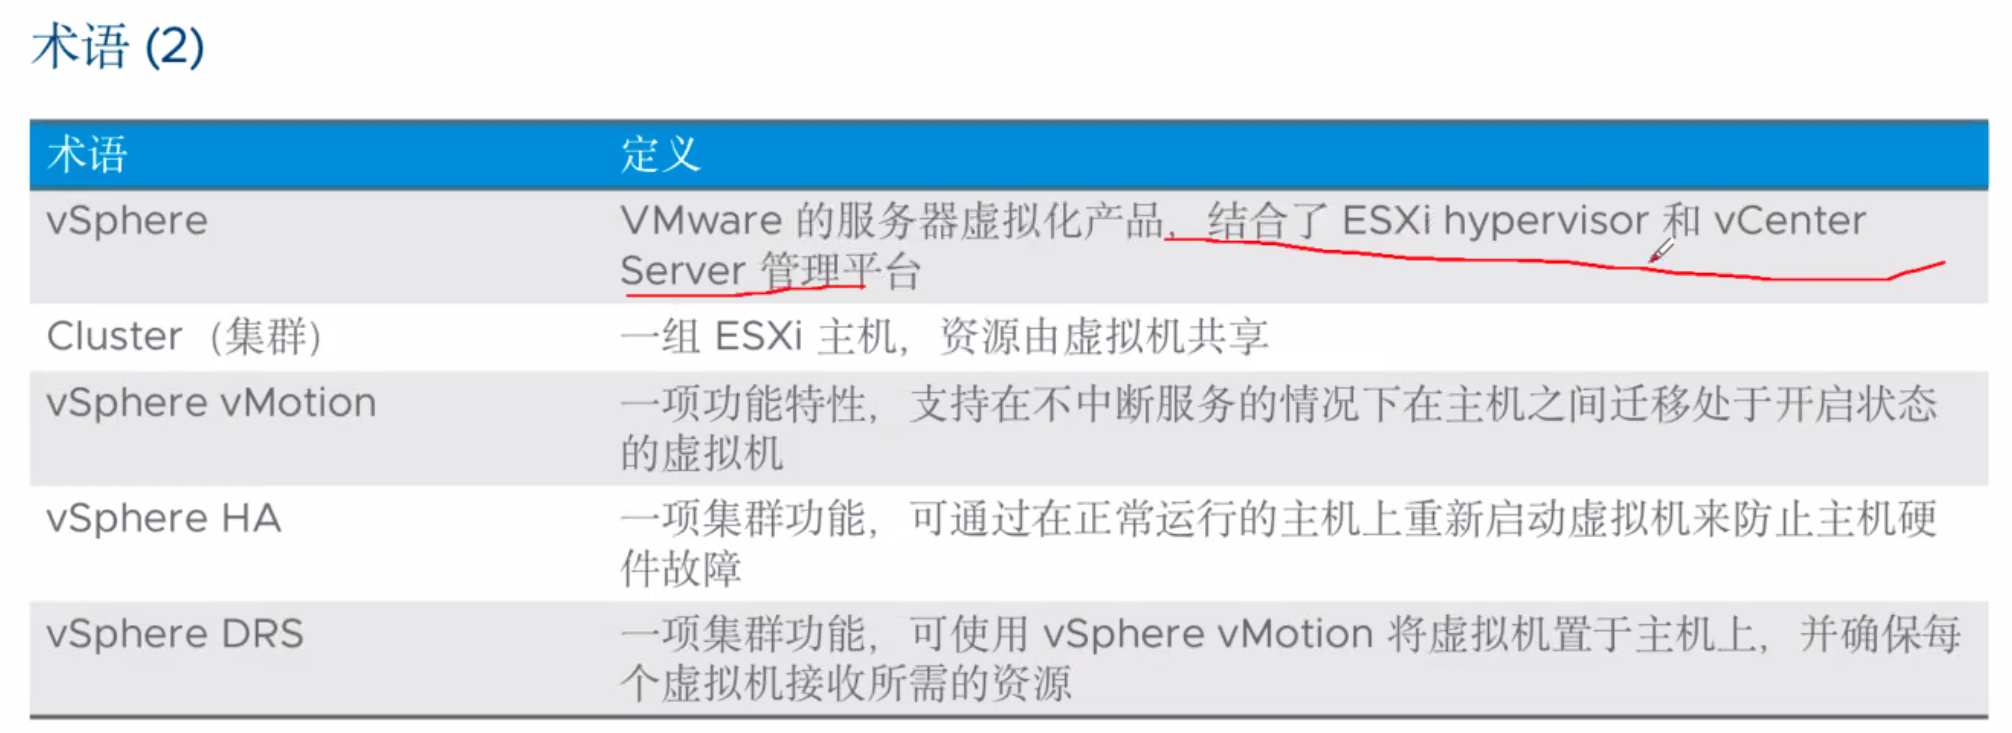 术语 (2)
术语
定义
vSphere
VMware 的服务器虚拟化产品，结合了 ESXi hypervisor 和 vCenter
Server 管理平台
Cluster（集群）
一组 ESXi 主机，资源由虚拟机共享
vSphere vMotion
一项功能特性，支持在不中断服务的情况下在主机之间迁移处于开启状态
的虚拟机
vSphere HA
一项集群功能，可通过在正常运行的主机上重新启动虚拟机来防止主机硬
件故障
vSphere DRS
一项集群功能，可使用 vSphere vMotion 将虚拟机置于主机上，并确保每
个虚拟机接收所需的资源